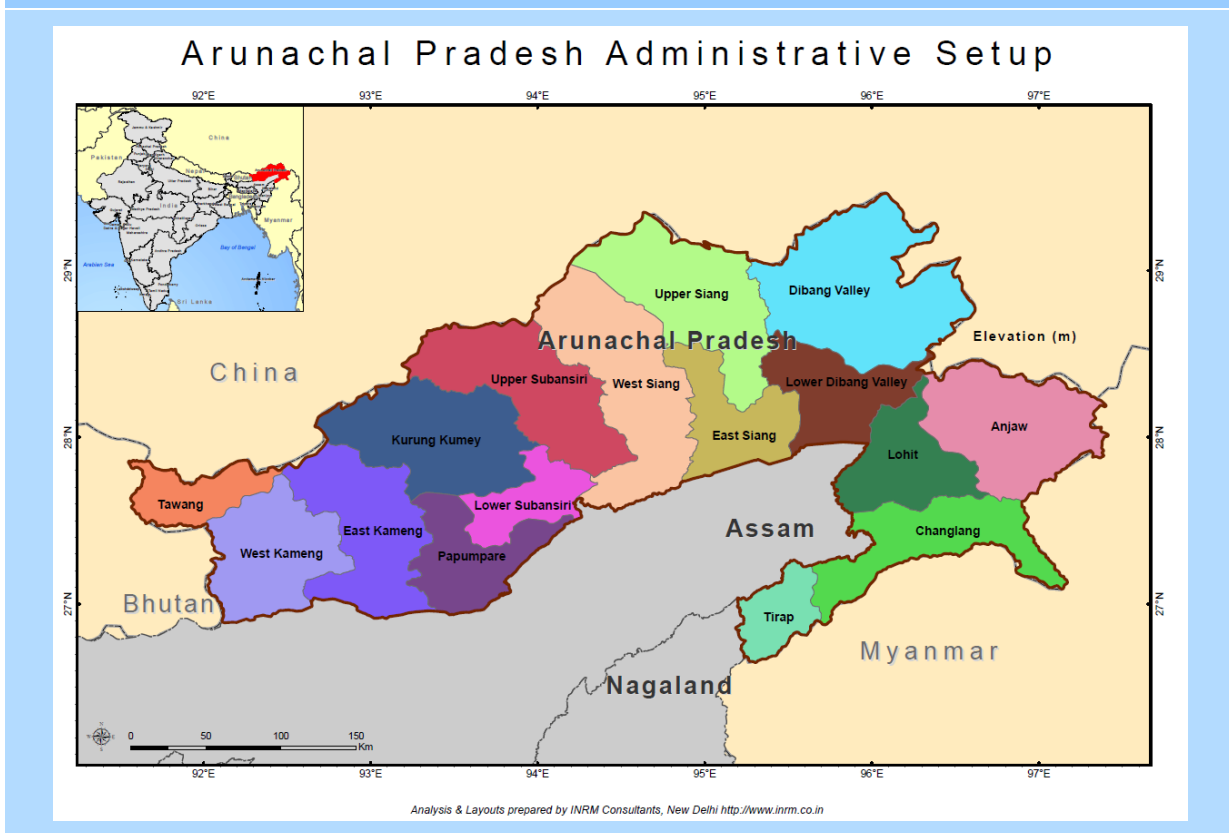 Arunachal Pradesh Administrative Setup
92°E 93°E 94°E 95°E 96°E 97°E
China
Pakistan
Nepal
India
Myanmar
Bay of Bengal
Arabian Sea
Sri Lanka
29°N 29°N
Upper Siang
Dibang Valley
Arunachal Pradesh
Elevation (m)
China
Upper Subansiri
West Siang
Lower Dibang Valley
Kurung Kumey
East Siang
Anjaw
28°N 28°N
Lohit
Tawang
Lower Subansiri
East Kameng
Assam
Changlang
West Kameng
Papumpare
Bhutan
27°N 27°N
Tirap
Myanmar
Nagaland
N
0 50 100 150
Km
92°E 93°E 94°E 95°E 96°E 97°E
Analysis & Layouts prepared by INRM Consultants, New Delhi http://www.inrm.co.in